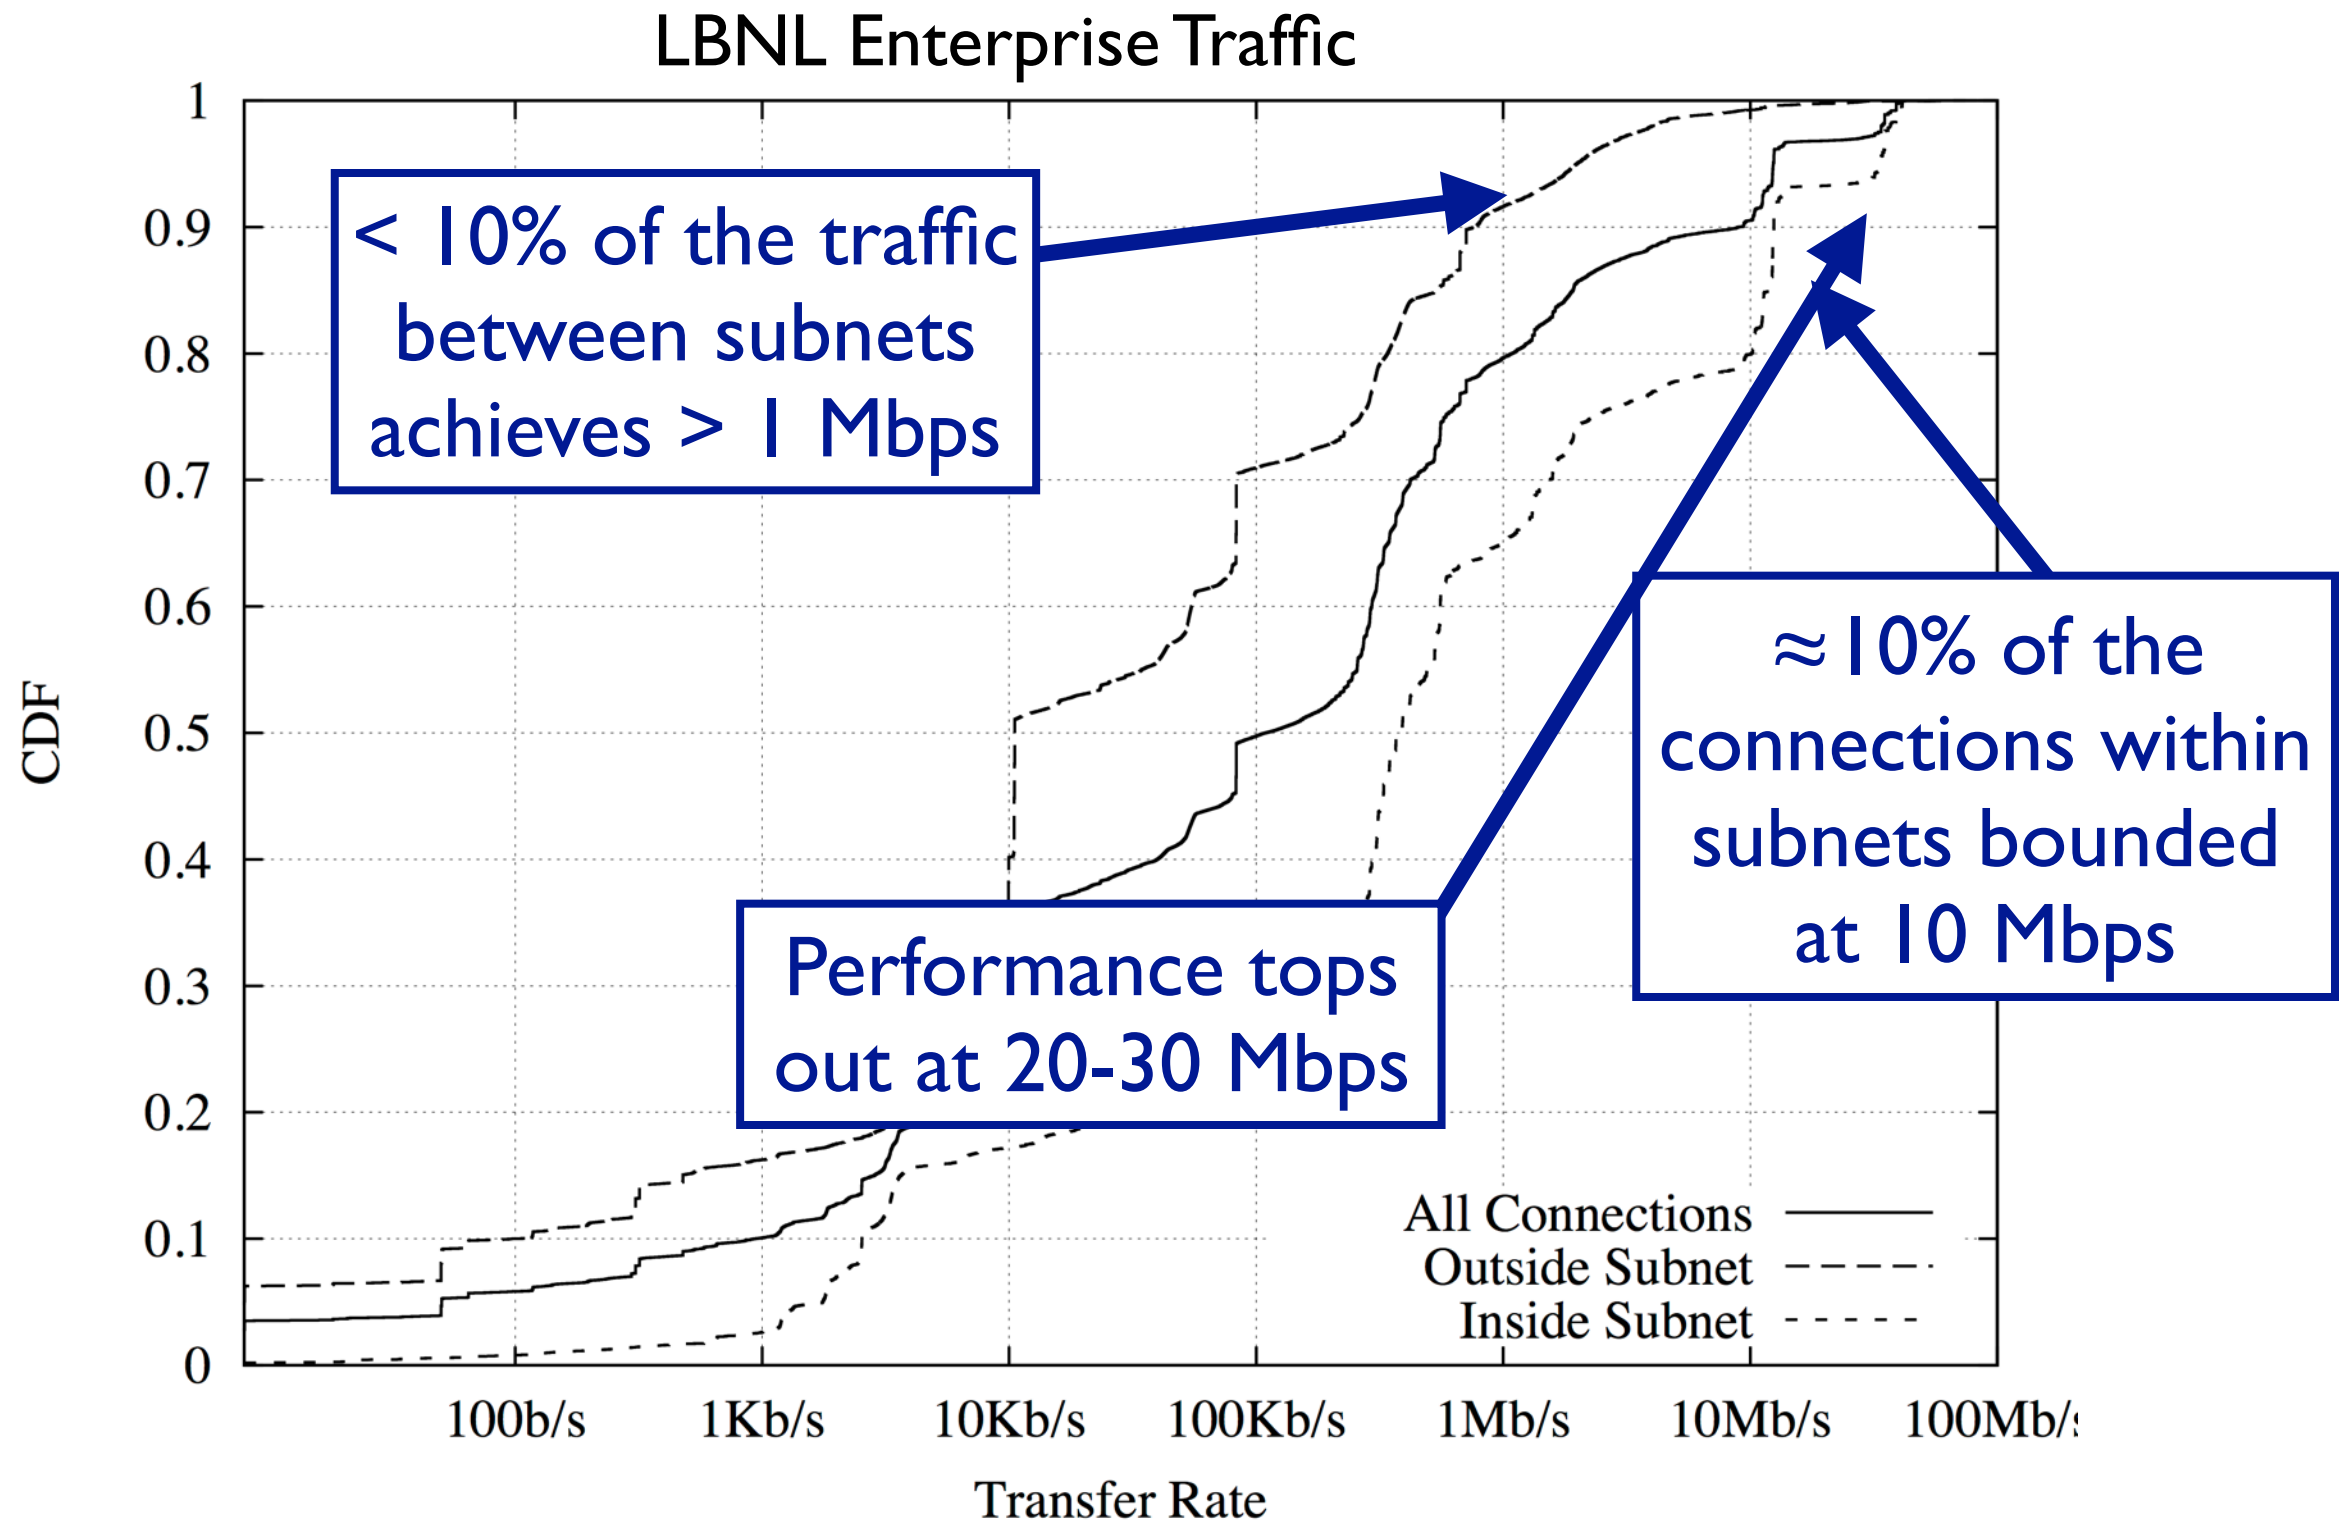 LBNL Enterprise Traffic
1
0.9
0.8
0.7
0.6
0.5
0.4
0.3
0.2
0.1
0
CDF
< 10% of the traffic
between subnets
achieves > 1 Mbps
≈10% of the
connections within
subnets bounded
at 10 Mbps
Performance tops
out at 20-30 Mbps
All Connections
Outside Subnet
Inside Subnet
100b/s 1Kb/s 10Kb/s 100Kb/s 1Mb/s 10Mb/s 100Mb/s
Transfer Rate